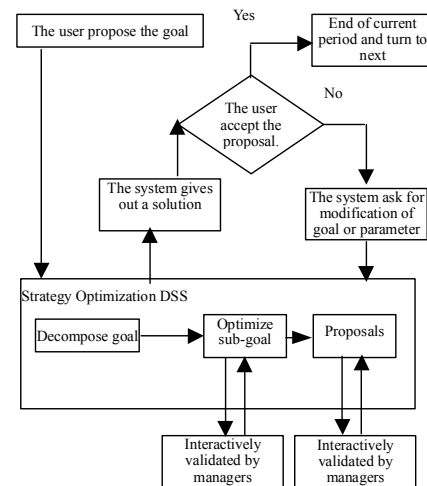 Yes
The user propose the goal
End of current
period and turn to
next
No
The user
accept the
proposal.
The system gives
out a solution
The system ask for
modification of
goal or parameter
Strategy Optimization DSS
Decompose goal
Optimize
sub-goal
Proposals
Interactively
validated by
managers
Interactively
validated by
managers